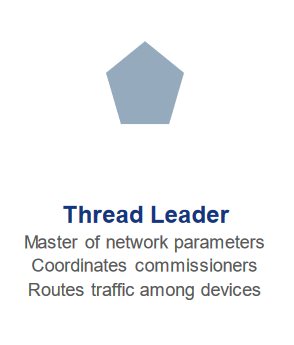 Thread Leader
Master of network parameters
Coordinates commissioners
Routes traffic among devices